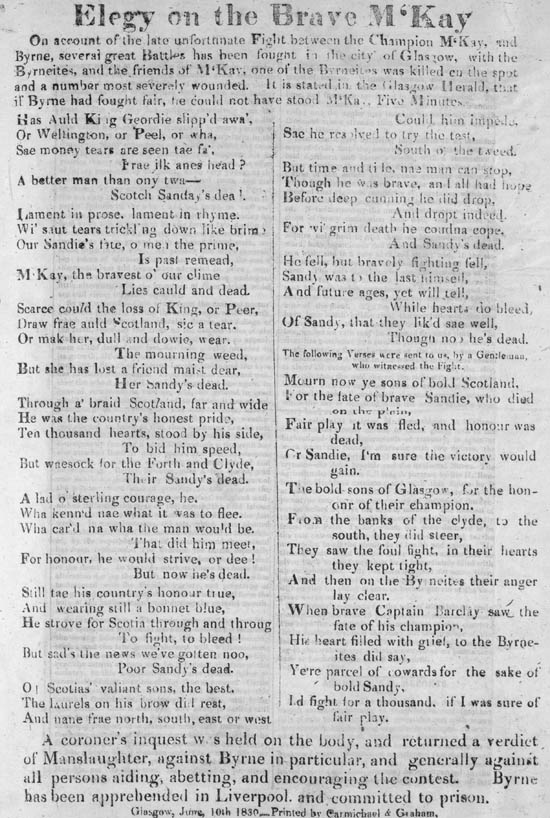 Elegy on the Brave M'Kay
On account of the late unfortunate Fight between the Champion M'Kay, and
Byrne, several great Battles has been fought in the city of Glasgow, with the
Byrneites, and the friends of M'Kay, one of the Byrneites was killed on the spot
and a number most severely wounded. It is stated in the Glasgow Herald, that
if Byrne had fought fair, he could not have stood M'Kay, Five Minutes.
Has Auld King Geordie slipp'd awa',
Or Wellington, or Peel, or wha,
Sae money tears are seen tae fa',
Frae ilk anes head?
A better man than ony twa—
Scotch Sanday's dead.
Lament in prose, lament in rhyme.
Wi' saut tears trickl'ng down like brime
Our Sandie's fate, o men the prime,
Is past remead,
M'Kay, the bravest o' our clime
Lies cauld and dead.
Scarce could the loss of King, or Peer,
Draw frae auld Scotland, sic a tear.
Or mak her, dull and dowie, wear.
The mourning weed,
But she has lost a friend maist dear,
Her Sandy's dead.
Through a' braid Scotland, far and wide
He was the country's honest pride,
Ten thousand hearts, stood by his side,
To bid him speed,
But waesock for the Forth and Clyde,
Their Sandy's dead.
A lad o' sterling courage, he.
Wha kenn'd nae what it was to flee.
Wha car'd na wha the man would be.
That did him meet,
For honour, he would strive, or dee!
But now he's dead.
Still tae his country's honour true,
And wearing still a bonnet blue,
He strove for Scotia through and throug
To fight, to bleed!
But sad's the news we've gotten noo,
Poor Sandy's dead.
O! Scotias' valiant sons, the best.
The laurels on his brow did rest,
And nane frae north, south, east or west
Could him impede,
Sae he resolved to try the test,
South o' the tweed.
But time and tide, nae man can stop,
Though he was brave, and all had hope
Before deep cunning he did drop,
And dropt indeed.
For wi' grim death he coudna cope,
And Sandy's dead.
He fell, but bravely fighting fell,
Sandy was to the last himself,
And future ages, yet will tell,
While hearts do bleed,
Of Sandy, that they lik'd sae well,
Though noo he's dead.
The following Verses were sent to us, by a Gentleman,
who witnessed the Fight.
Mourn now ye sons of bold Scotland,
For the fate of brave Sandie, who died
on the plain,
Fair play it was fled, and honour was
dead,
Or Sandie, I'm sure the victory would
gain.
The bold sons of Glasgow, for the hon-
our of their champion.
From the banks of the clyde, to the
south, they did steer,
They saw the foul fight, in their hearts
they kept tight,
And then on the Byrneites their anger
lay clear.
When brave Captain Barclay saw the
fate of his champion,
His heart filled with grief, to the Byrne-
ites did say,
Ye're parcel of cowards for the sake of
bold Sandy,
I'd fight for a thousand, if I was sure of
fair play.
A coroner's inquest was held on the body, and returned a verdict
of Manslaughter, against Byrne in particular, and generally against
all persons aiding, abetting, and encouraging the contest. Byrne
has been apprehended in Liverpool, and committed to prison.
Glasgow, June, 10th 1830,—Printed by Carmichael & Graham,